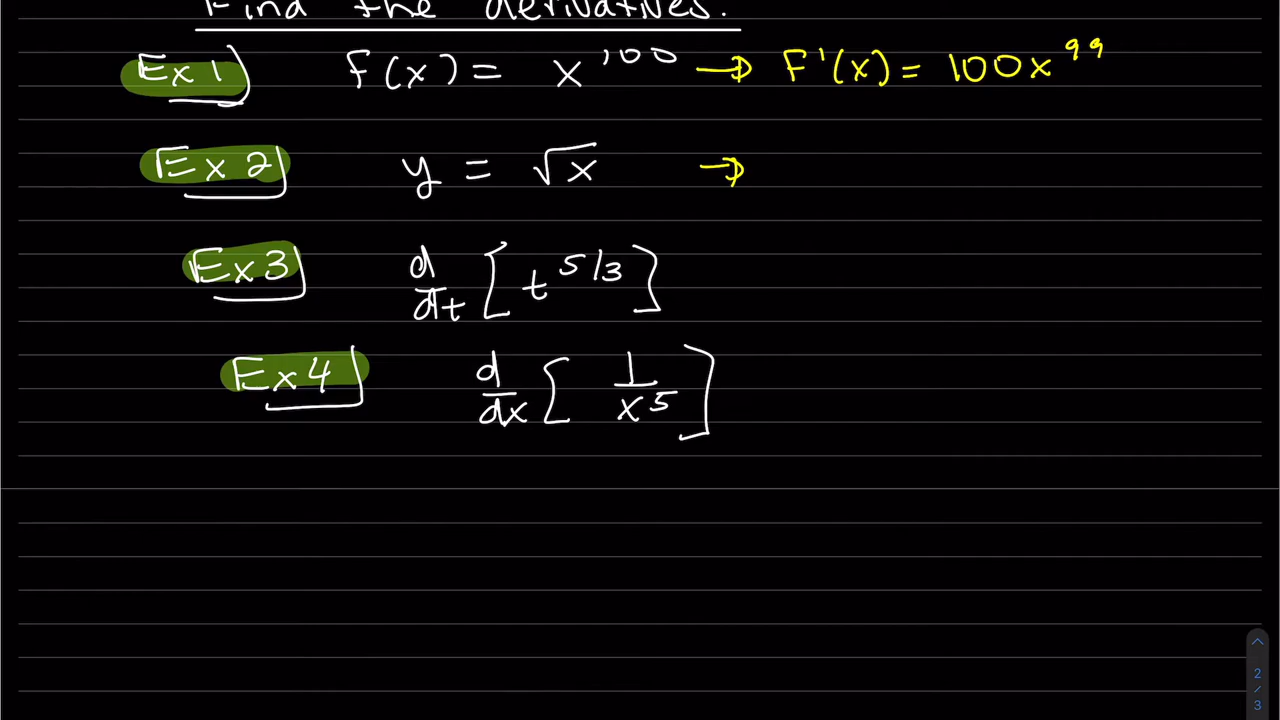 Find the derivatives.
Ex 1 f(x) = x^100 → F'(x) = 100x^99
Ex 2 y = √x →
Ex 3 d/dt [ t^5/3 ]
Ex 4 d/dx [ 1/x^5 ]
2/3